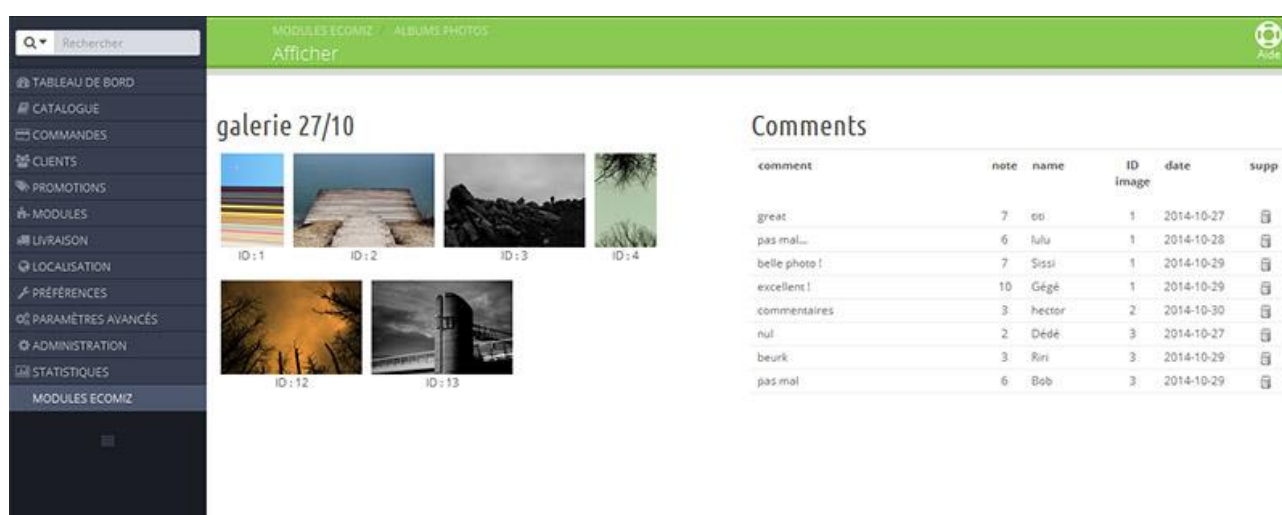 Rechercher
MODULES ECOMIZ / ALBUMS PHOTOS
Afficher
Aide
TABLEAU DE BORD
CATALOGUE
COMMANDES
CLIENTS
PROMOTIONS
MODULES
LIVRAISON
LOCALISATION
PRÉFÉRENCES
PARAMÈTRES AVANCÉS
ADMINISTRATION
STATISTIQUES
MODULES ECOMIZ
galerie 27/10
ID : 1 ID : 2 ID : 3 ID : 4
ID : 12 ID : 13
Comments
comment note name ID image date supp
great 7 titi 1 2014-10-27
pas mal... 6 lulu 1 2014-10-28
belle photo ! 7 Sissi 1 2014-10-29
excellent ! 10 Gégé 1 2014-10-29
commentaires 3 hector 2 2014-10-30
nul 2 Dédé 3 2014-10-27
beurk 3 Riri 3 2014-10-29
pas mal 6 Bob 3 2014-10-29